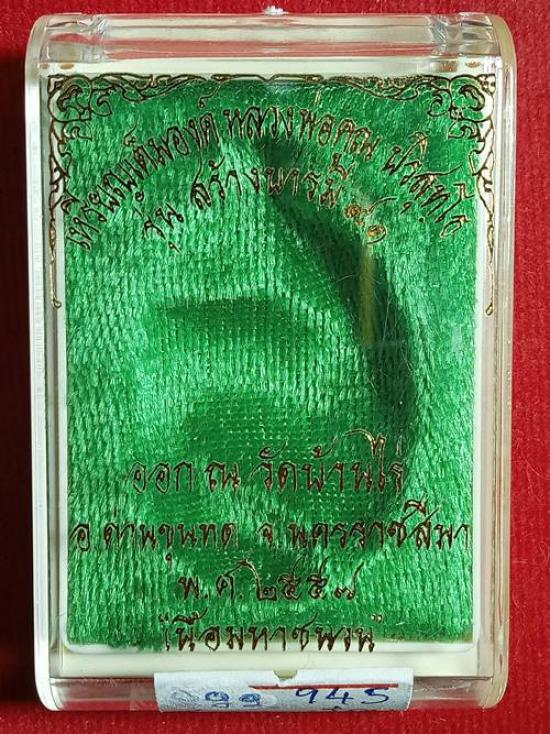 เหรียญเต็มองค์ หลวงพ่อคูณ ปริสุทฺโธ
รุ่น สร้างบารมี ๙๑
ออก ณ วัดบ้านไร่
อ.ด่านขุนทด จ.นครราชสีมา
พ.ศ.๒๕๕๗
"เนื้อมหาชนวน"
945